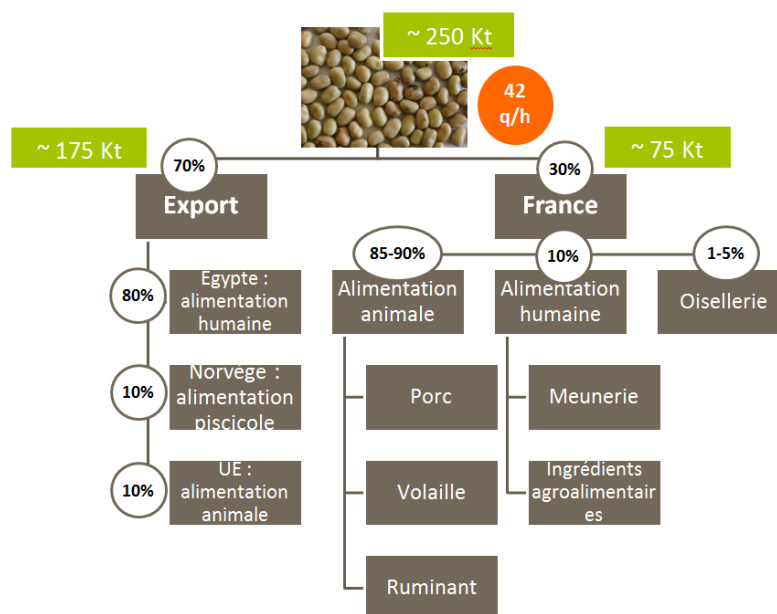 ~ 250 Kt
42
q/h
~ 175 Kt
~ 75 Kt
70%
30%
Export
France
85-90%
10%
1-5%
80%
Egypte :
alimentation
humaine
Alimentation
animale
Alimentation
humaine
Oisellerie
10%
Norvège :
alimentation
piscicole
Porc
Meunerie
10%
UE :
alimentation
animale
Volaille
Ingrédients
agroalimentair
es
Ruminant